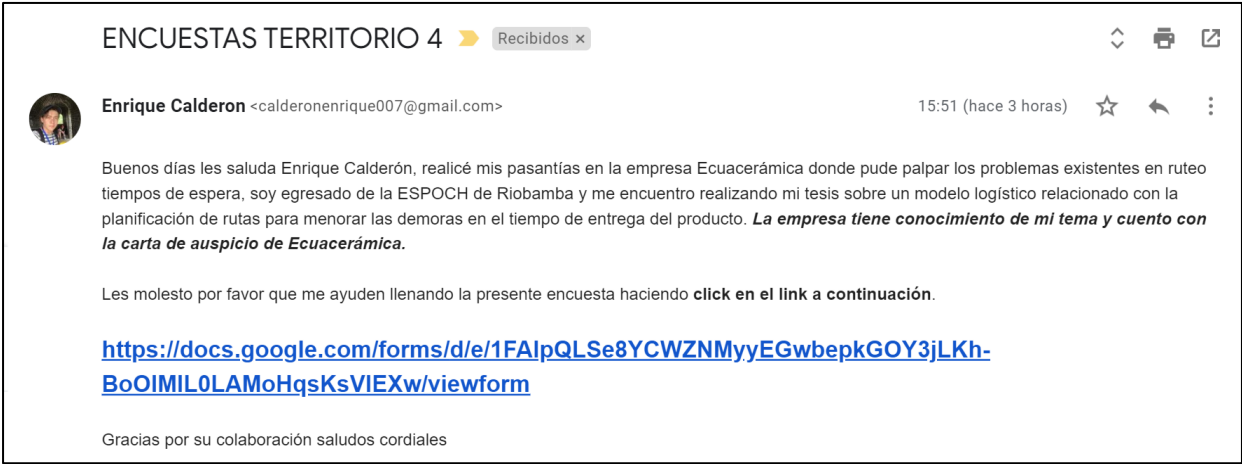 ENCUESTAS TERRITORIO 4 Recibidos ×
Enrique Calderon <calderonenrique007@gmail.com> 15:51 (hace 3 horas)
Buenos días les saluda Enrique Calderón, realicé mis pasantías en la empresa Ecuacerámica donde pude palpar los problemas existentes en ruteo
tiempos de espera, soy egresado de la ESPOCH de Riobamba y me encuentro realizando mi tesis sobre un modelo logístico relacionado con la
planificación de rutas para menorar las demoras en el tiempo de entrega del producto. La empresa tiene conocimiento de mi tema y cuento con
la carta de auspicio de Ecuacerámica.
Les molesto por favor que me ayuden llenando la presente encuesta haciendo click en el link a continuación.
https://docs.google.com/forms/d/e/1FAIpQLSe8YCWZNMyyEGwbepkGOY3jLKh-
BoOIMIL0LAMoHqsKsVIEXw/viewform
Gracias por su colaboración saludos cordiales